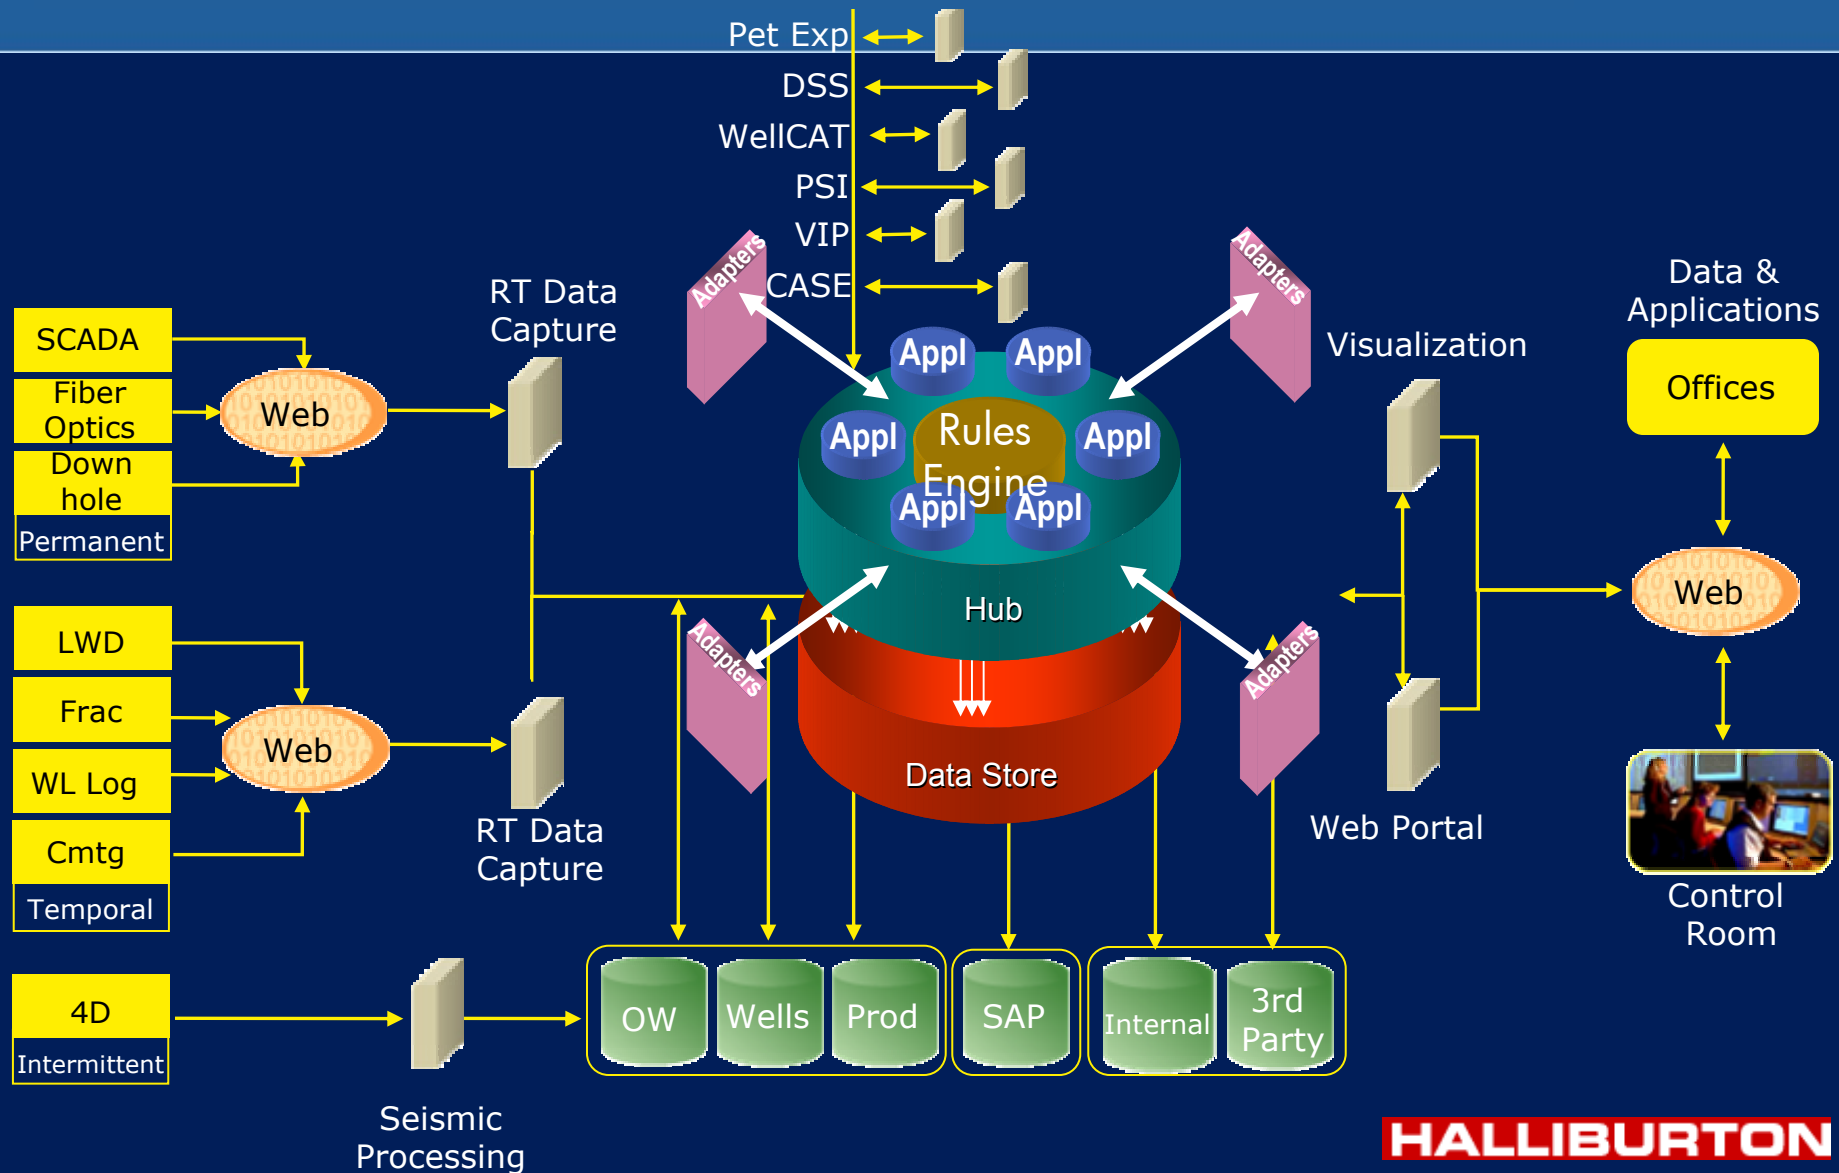 Pet Exp
DSS
WellCAT
PSI
VIP
CASE
Adapters
Adapters
RT Data
Capture
SCADA
Fiber
Optics
Down
hole
Permanent
Web
Appl
Appl
Appl
Appl
Appl
Appl
Rules
Engine
Hub
Data Store
Adapters
Adapters
Visualization
Data &
Applications
Offices
Web
Web Portal
Control
Room
LWD
Frac
WL Log
Cmtg
Temporal
Web
RT Data
Capture
4D
Intermittent
Seismic
Processing
OW
Wells
Prod
SAP
Internal
3rd
Party
HALLIBURTON